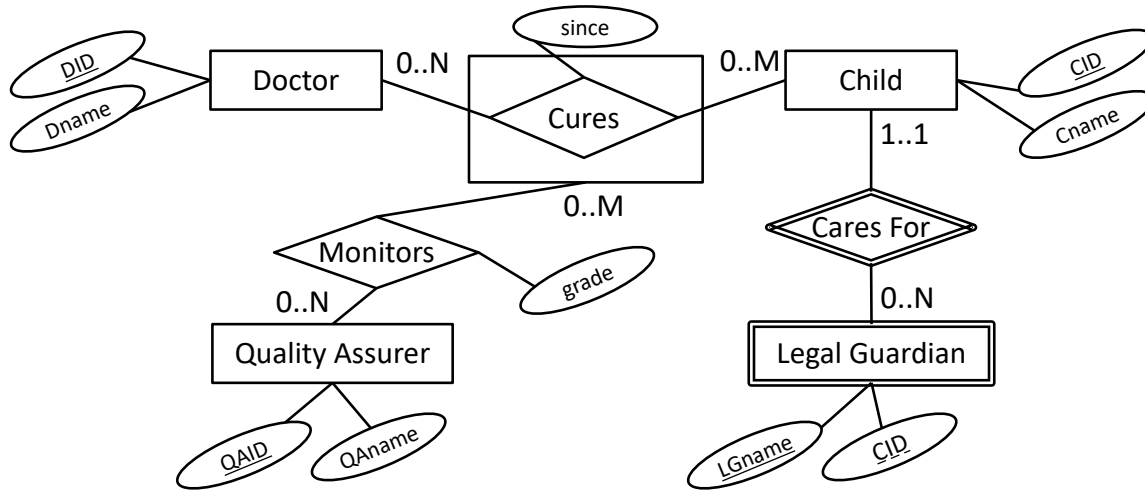 since
DID
0..N
0..M
CID
Doctor
Child
Dname
Cures
Cname
1..1
0..M
Cares For
Monitors
grade
0..N
0..N
Quality Assurer
Legal Guardian
QAID
QAname
LGname
CID